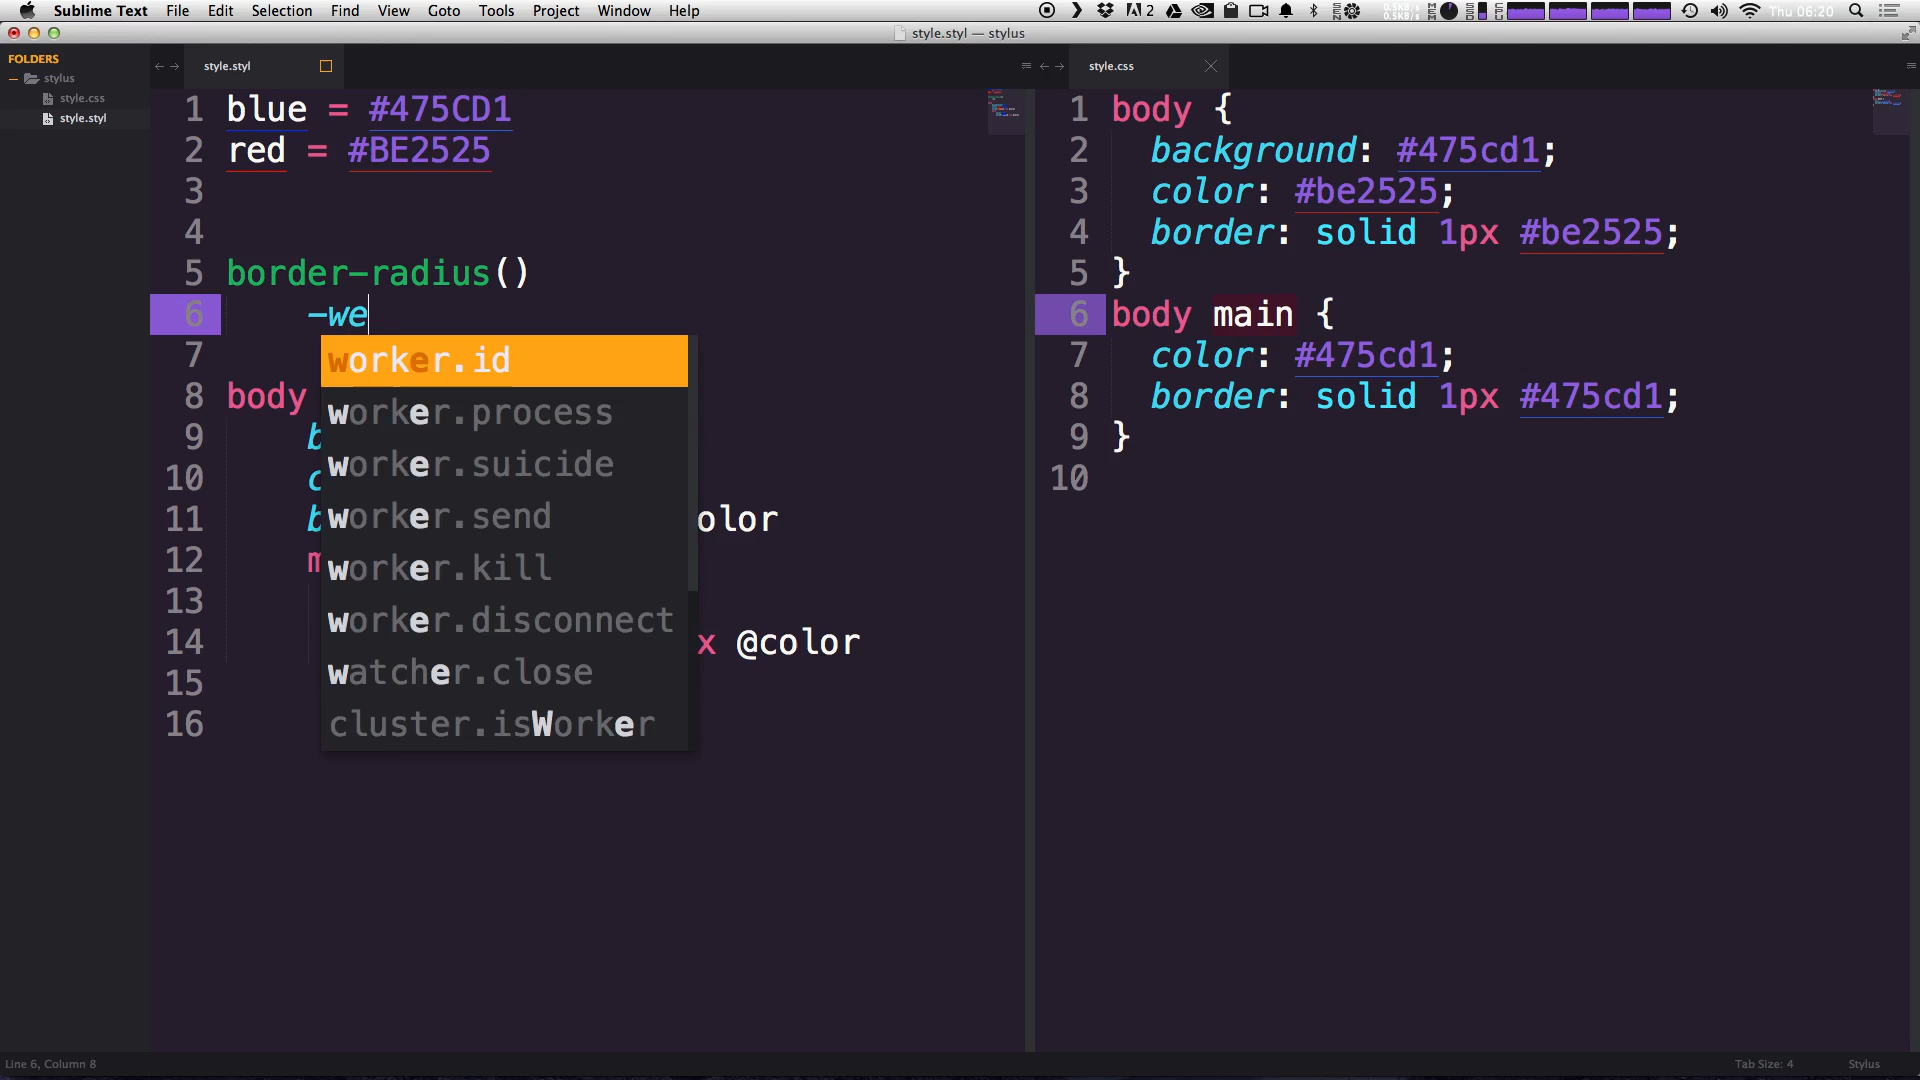 Sublime Text File Edit Selection Find View Goto Tools Project Window Help
2 Thu 06:20
style.styl — stylus
FOLDERS
stylus
style.css
style.styl
style.styl
1 blue = #475CD1
2 red = #BE2525
3
4
5 border-radius()
6 -we
7
8 body
9 b
10 c
11 b olor
12 m
13
14 x @color
15
16
worker.id
worker.process
worker.suicide
worker.send
worker.kill
worker.disconnect
watcher.close
cluster.isWorker
style.css
1 body {
2 background: #475cd1;
3 color: #be2525;
4 border: solid 1px #be2525;
5 }
6 body main {
7 color: #475cd1;
8 border: solid 1px #475cd1;
9 }
10
Line 6, Column 8
Tab Size: 4 Stylus